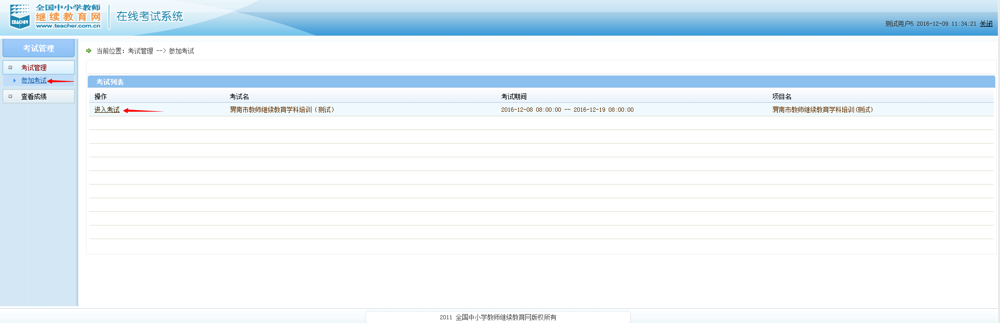 全国中小学教师
继续教育网
www.teacher.com.cn
TEACHER
在线考试系统
测试用户5 2016-12-09 11:34:21 关闭
考试管理
考试管理
参加考试
查看成绩
当前位置：考试管理 --> 参加考试
考试列表
操作 考试名 考试期间 项目名
进入考试 渭南市教师继续教育学科培训（测试） 2016-12-08 08:00:00 -- 2016-12-19 08:00:00 渭南市教师继续教育学科培训(测试）
2011 全国中小学教师继续教育网版权所有